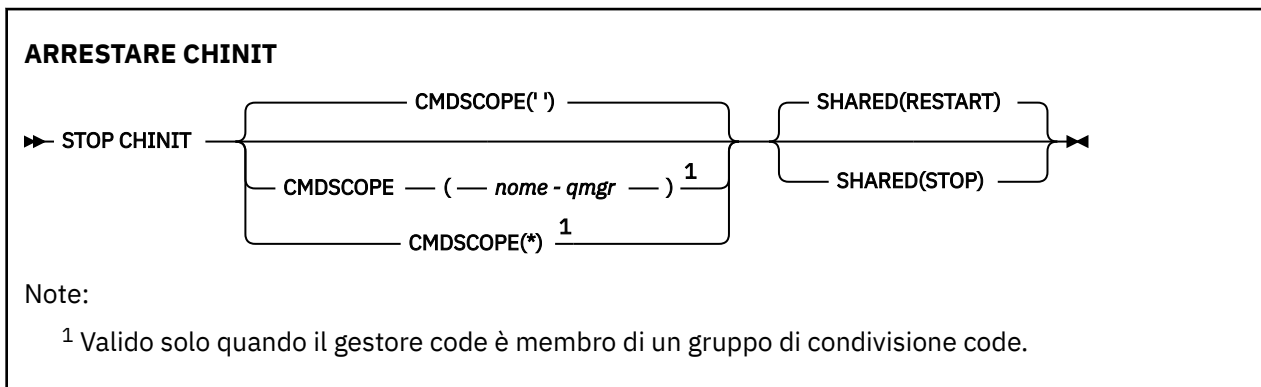 ARRESTARE CHINIT
CMDSCOPE(' ') SHARED(RESTART)
STOP CHINIT
CMDSCOPE ( nome - qmgr ) 1 SHARED(STOP)
CMDSCOPE(*) 1
Note:
1 Valido solo quando il gestore code è membro di un gruppo di condivisione code.